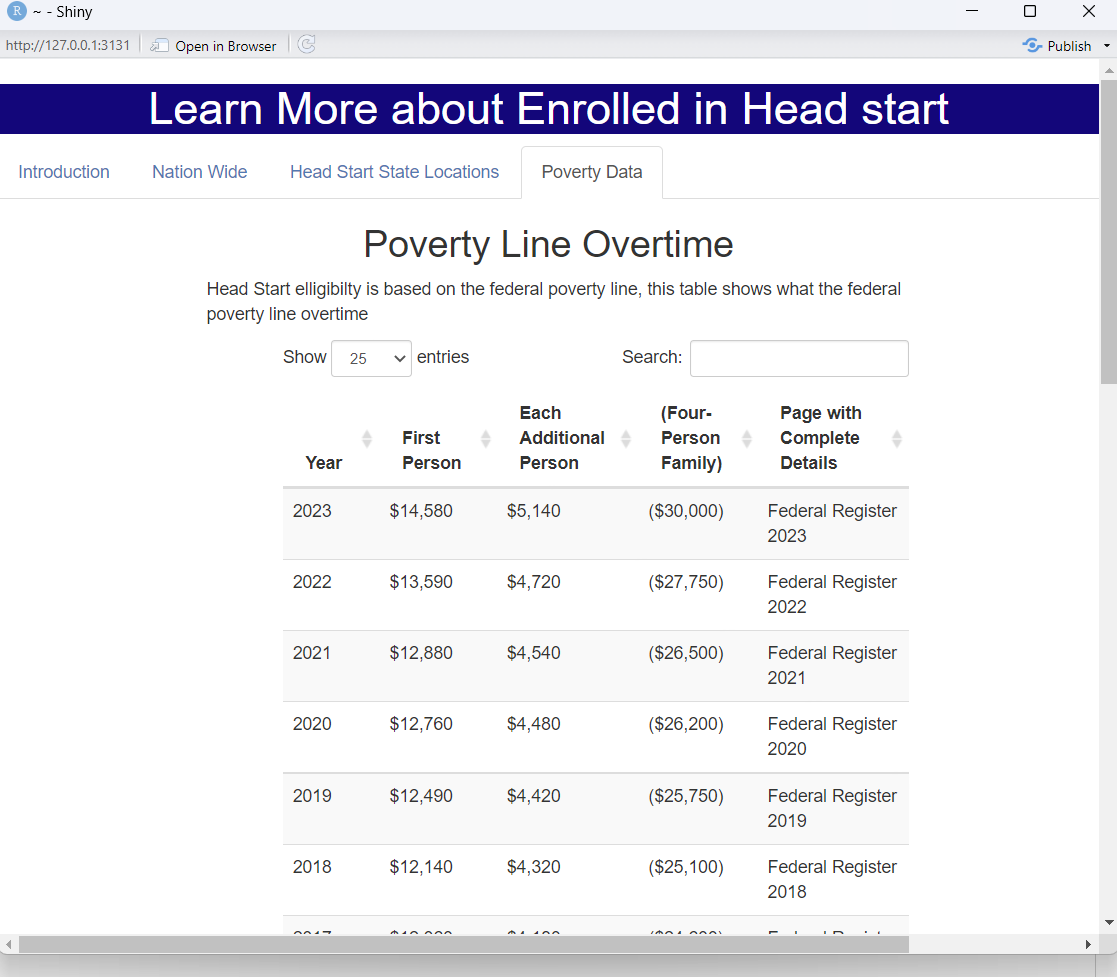 R ~ - Shiny
http://127.0.0.1:3131 Open in Browser Publish
Learn More about Enrolled in Head start
Introduction Nation Wide Head Start State Locations Poverty Data
Poverty Line Overtime
Head Start elligibilty is based on the federal poverty line, this table shows what the federal
poverty line overtime
Show 25 entries Search:
Year First Person Each Additional Person (Four-Person Family) Page with Complete Details
2023 $14,580 $5,140 ($30,000) Federal Register
2023
2022 $13,590 $4,720 ($27,750) Federal Register
2022
2021 $12,880 $4,540 ($26,500) Federal Register
2021
2020 $12,760 $4,480 ($26,200) Federal Register
2020
2019 $12,490 $4,420 ($25,750) Federal Register
2019
2018 $12,140 $4,320 ($25,100) Federal Register
2018